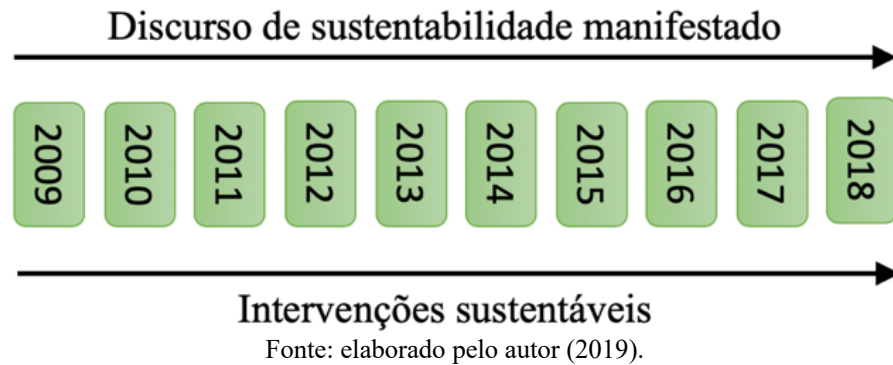 Discurso de sustentabilidade manifestado
2009 2010 2011 2012 2013 2014 2015 2016 2017 2018
Intervenções sustentáveis
Fonte: elaborado pelo autor (2019).